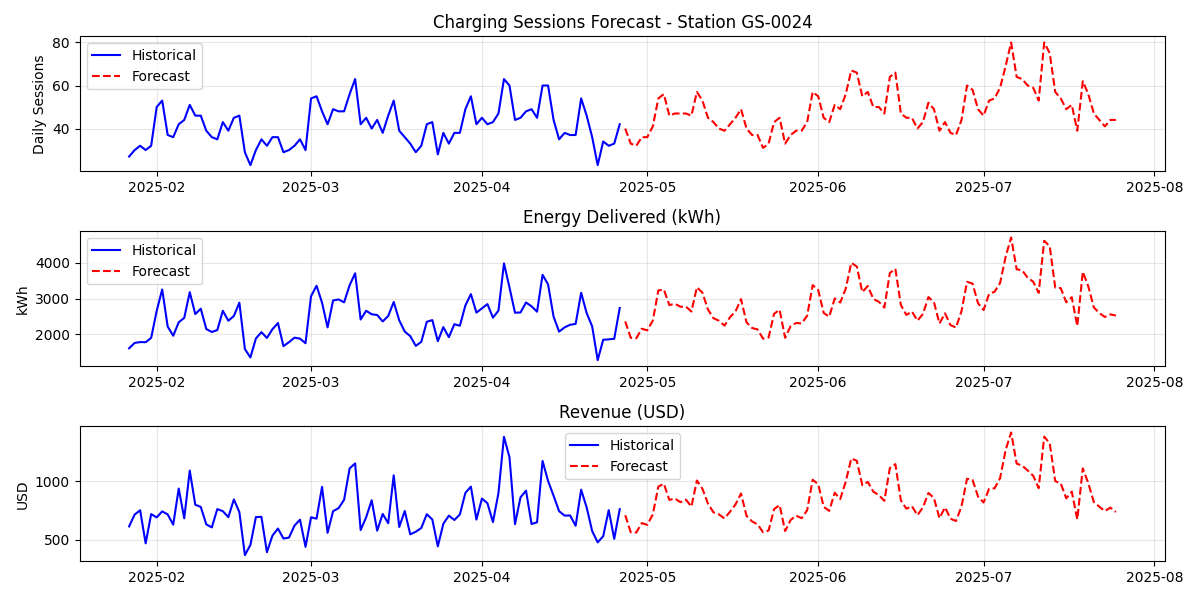 Charging Sessions Forecast - Station GS-0024
Daily Sessions
80
60
40
Historical
Forecast
2025-02 2025-03 2025-04 2025-05 2025-06 2025-07 2025-08
Energy Delivered (kWh)
kWh
4000
3000
2000
Historical
Forecast
2025-02 2025-03 2025-04 2025-05 2025-06 2025-07 2025-08
Revenue (USD)
USD
1000
500
Historical
Forecast
2025-02 2025-03 2025-04 2025-05 2025-06 2025-07 2025-08